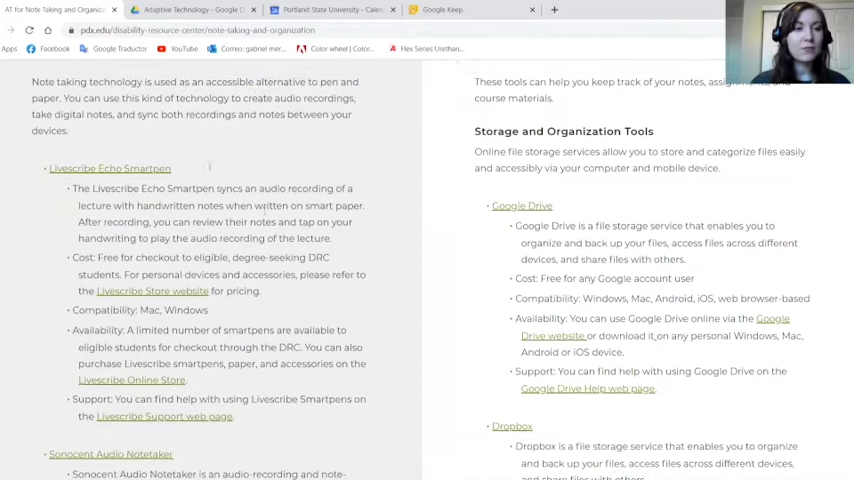 AT for Note Taking and Organiz
Adaptive Technology - Google D
Portland State University - Calen
Google Keep
pdx.edu/disability-resource-center/note-taking-and-organization
Apps
Facebook
Google Traductor
YouTube
Correo: gabriel mer...
Color wheel | Color...
Flex Series Urethan...
Note taking technology is used as an accessible alternative to pen and
paper. You can use this kind of technology to create audio recordings,
take digital notes, and sync both recordings and notes between your
devices.
• Livescribe Echo Smartpen
• The Livescribe Echo Smartpen syncs an audio recording of a
lecture with handwritten notes when written on smart paper.
After recording, you can review their notes and tap on your
handwriting to play the audio recording of the lecture.
• Cost: Free for checkout to eligible, degree-seeking DRC
students. For personal devices and accessories, please refer to
the Livescribe Store website for pricing.
• Compatibility: Mac, Windows
• Availability: A limited number of smartpens are available to
eligible students for checkout through the DRC. You can also
purchase Livescribe smartpens, paper, and accessories on the
Livescribe Online Store.
• Support: You can find help with using Livescribe Smartpens on
the Livescribe Support web page.
• Sonocent Audio Notetaker
• Sonocent Audio Notetaker is an audio-recording and note-
These tools can help you keep track of your notes, assignments, and
course materials.
Storage and Organization Tools
Online file storage services allow you to store and categorize files easily
and accessibly via your computer and mobile device.
• Google Drive
• Google Drive is a file storage service that enables you to
organize and back up your files, access files across different
devices, and share files with others.
• Cost: Free for any Google account user
• Compatibility: Windows, Mac, Android, iOS, web browser-based
• Availability: You can use Google Drive online via the Google
Drive website or download it on any personal Windows, Mac,
Android or iOS device.
• Support: You can find help with using Google Drive on the
Google Drive Help web page.
• Dropbox
• Dropbox is a file storage service that enables you to organize
and back up your files, access files across different devices,
and share files with others.